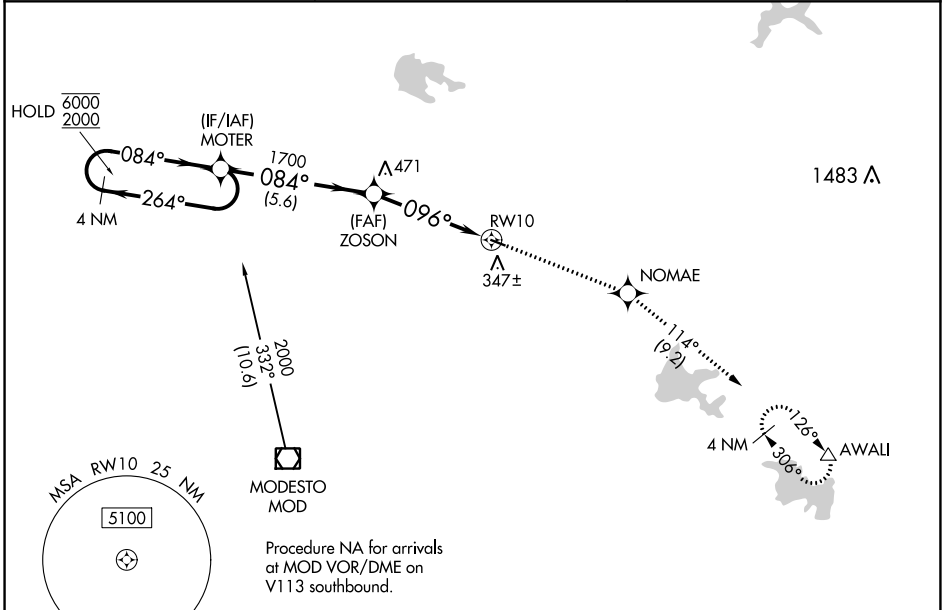 HOLD 6000
2000
(IF/IAF)
MOTER
084°
264°
4 NM
1700
084°
(5.6)
471
(FAF)
ZOSON
096°
RW10
347±
1483
NOMAE
114°
(9.2)
2000
332°
(10.6)
MODESTO
MOD
4 NM
126°
306°
AWALI
MSA RW10 25 NM
5100
Procedure NA for arrivals
at MOD VOR/DME on
V113 southbound.